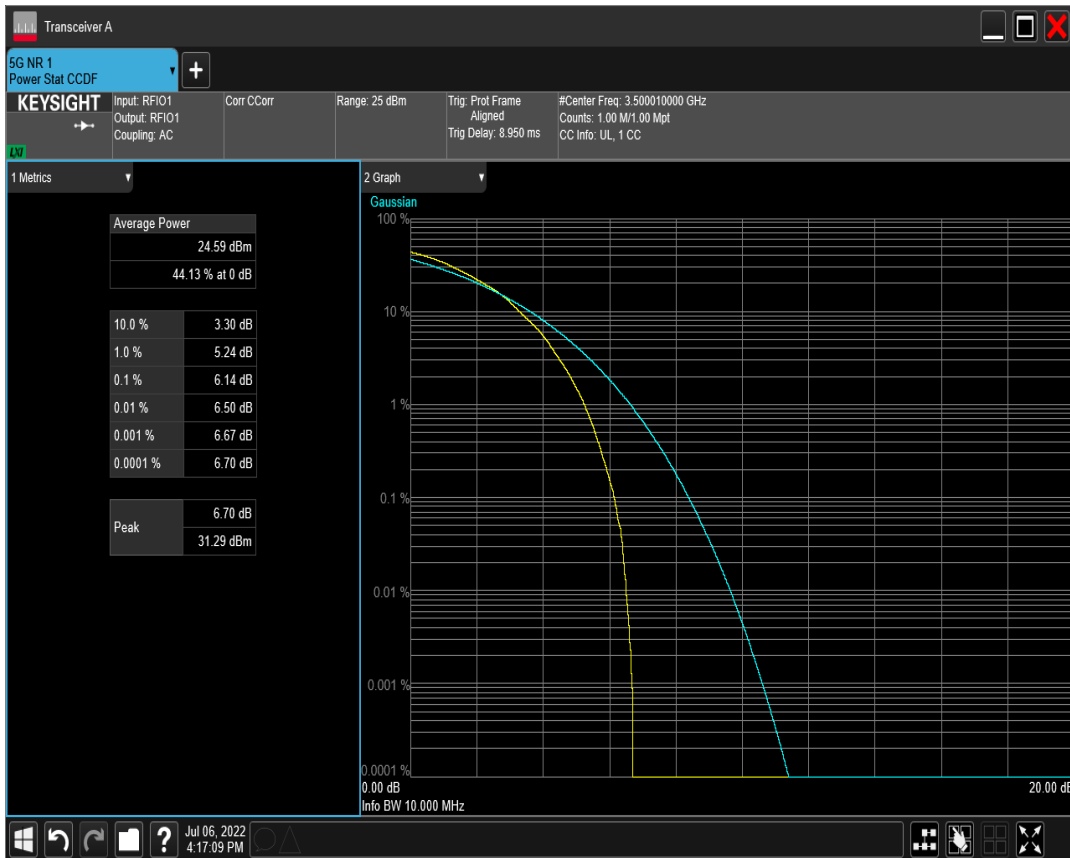 Transceiver A
5G NR 1
Power Stat CCDF
+
KEYSIGHT
LXI
Input: RFIO1
Output: RFIO1
Coupling: AC
Corr CCorr
Range: 25 dBm
Trig: Prot Frame
Aligned
Trig Delay: 8.950 ms
#Center Freq: 3.500010000 GHz
Counts: 1.00 M/1.00 Mpt
CC Info: UL, 1 CC
1 Metrics
Average Power
24.59 dBm
44.13 % at 0 dB
10.0 % 3.30 dB
1.0 % 5.24 dB
0.1 % 6.14 dB
0.01 % 6.50 dB
0.001 % 6.67 dB
0.0001 % 6.70 dB
Peak
6.70 dB
31.29 dBm
2 Graph
Gaussian
100 %
10 %
1 %
0.1 %
0.01 %
0.001 %
0.0001 %
0.00 dB 20.00 dB
Info BW 10.000 MHz
?
Jul 06, 2022
4:17:09 PM